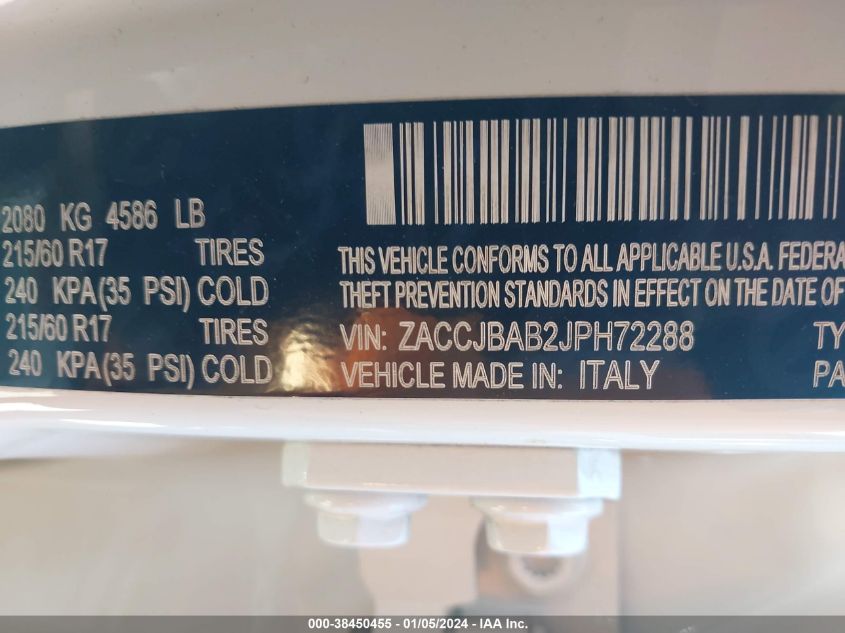 2080 KG 4586 LB
215/60 R17 TIRES
240 KPA(35 PSI) COLD
215/60 R17 TIRES
240 KPA(35 PSI) COLD
THIS VEHICLE CONFORMS TO ALL APPLICABLE U.S.A. FEDERA
THEFT PREVENTION STANDARDS IN EFFECT ON THE DATE OF
VIN: ZACCJBAB2JPH72288 TY
VEHICLE MADE IN: ITALY PA
000-38450455 - 01/05/2024 - IAA Inc.